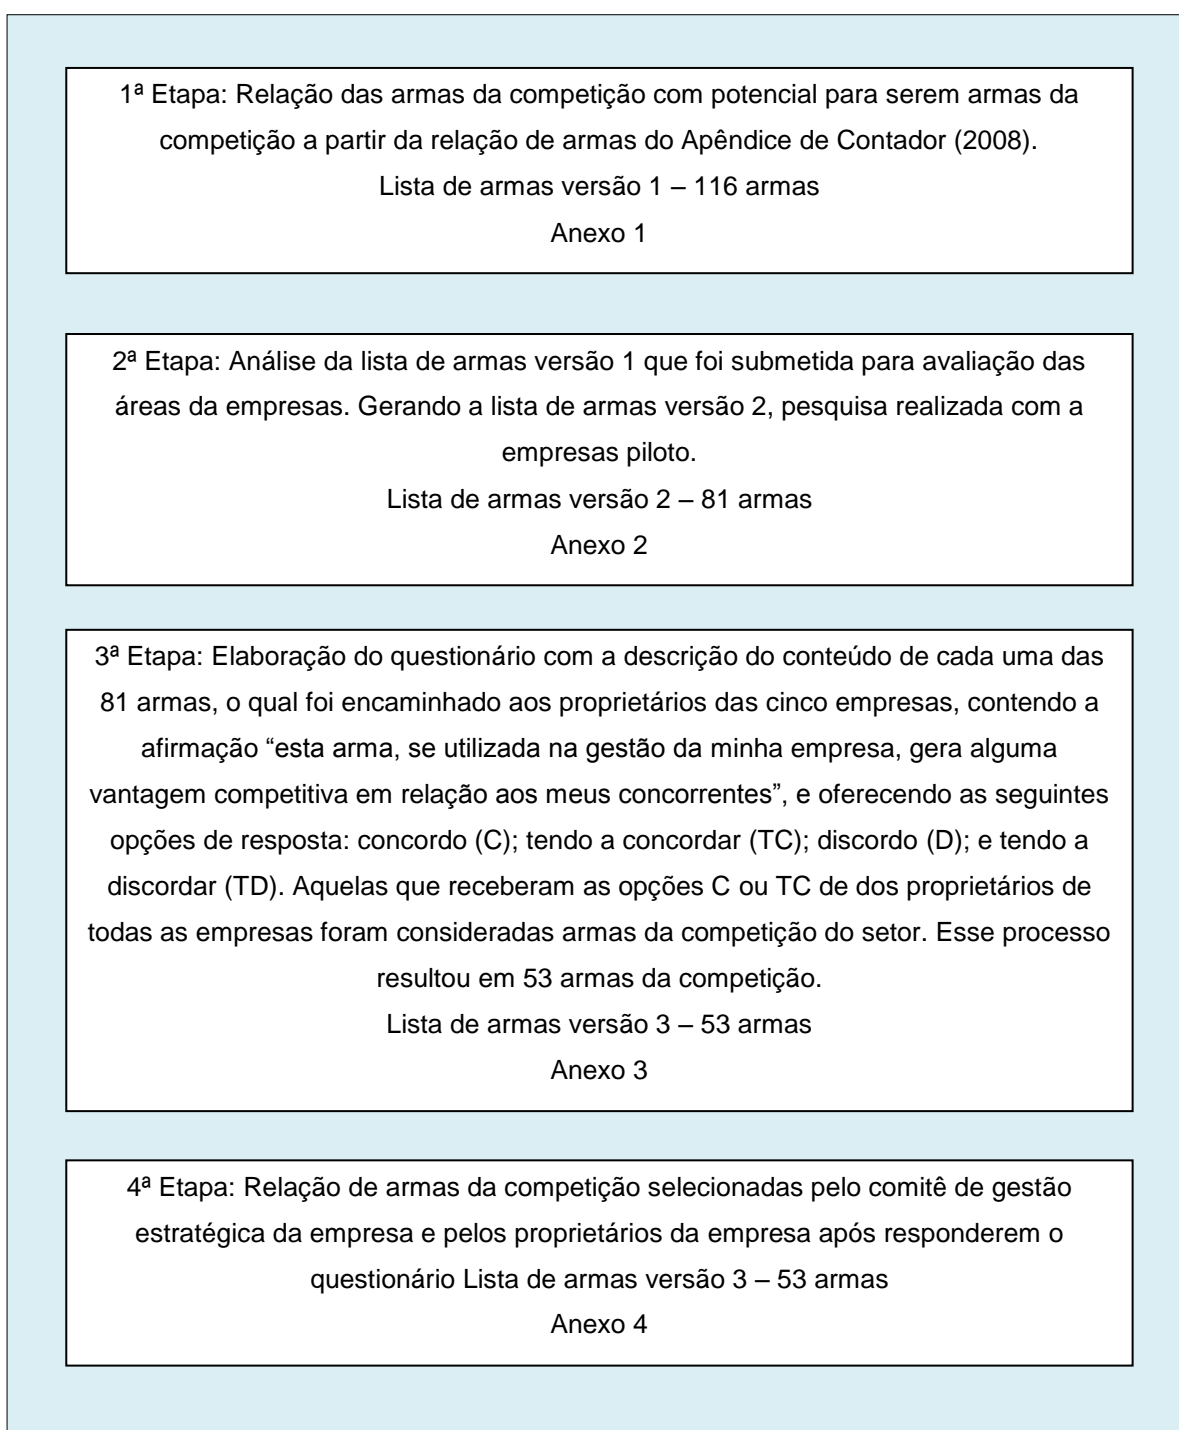 1ª Etapa: Relação das armas da competição com potencial para serem armas da
competição a partir da relação de armas do Apêndice de Contador (2008).
Lista de armas versão 1 – 116 armas
Anexo 1
2ª Etapa: Análise da lista de armas versão 1 que foi submetida para avaliação das
áreas da empresas. Gerando a lista de armas versão 2, pesquisa realizada com a
empresas piloto.
Lista de armas versão 2 – 81 armas
Anexo 2
3ª Etapa: Elaboração do questionário com a descrição do conteúdo de cada uma das
81 armas, o qual foi encaminhado aos proprietários das cinco empresas, contendo a
afirmação “esta arma, se utilizada na gestão da minha empresa, gera alguma
vantagem competitiva em relação aos meus concorrentes”, e oferecendo as seguintes
opções de resposta: concordo (C); tendo a concordar (TC); discordo (D); e tendo a
discordar (TD). Aquelas que receberam as opções C ou TC de dos proprietários de
todas as empresas foram consideradas armas da competição do setor. Esse processo
resultou em 53 armas da competição.
Lista de armas versão 3 – 53 armas
Anexo 3
4ª Etapa: Relação de armas da competição selecionadas pelo comitê de gestão
estratégica da empresa e pelos proprietários da empresa após responderem o
questionário Lista de armas versão 3 – 53 armas
Anexo 4